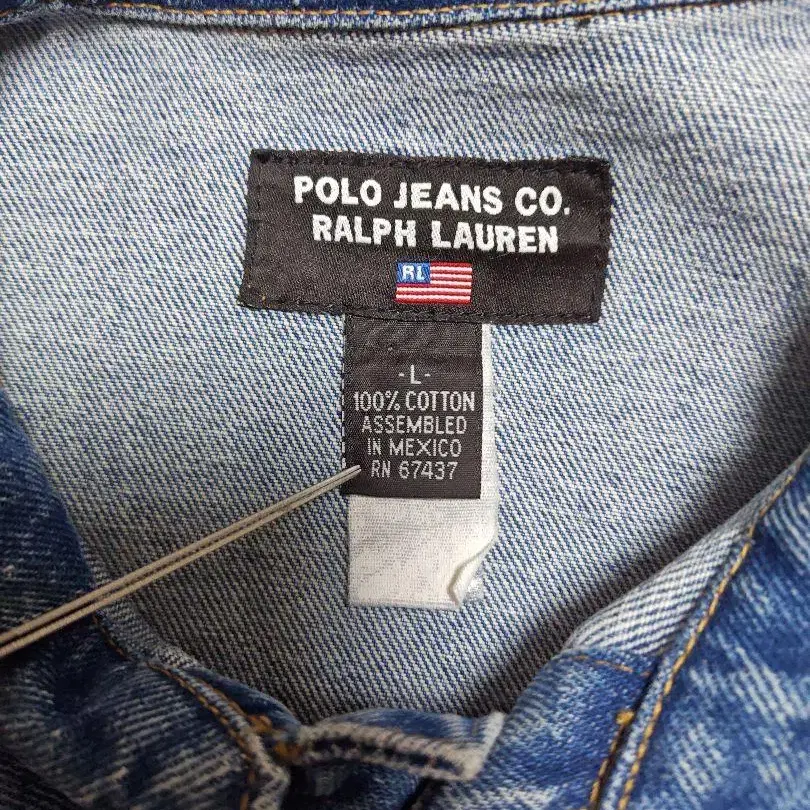 POLO JEANS CO.
RALPH LAUREN
RL
-L-
100% COTTON
ASSEMBLED
IN MEXICO
RN 67437